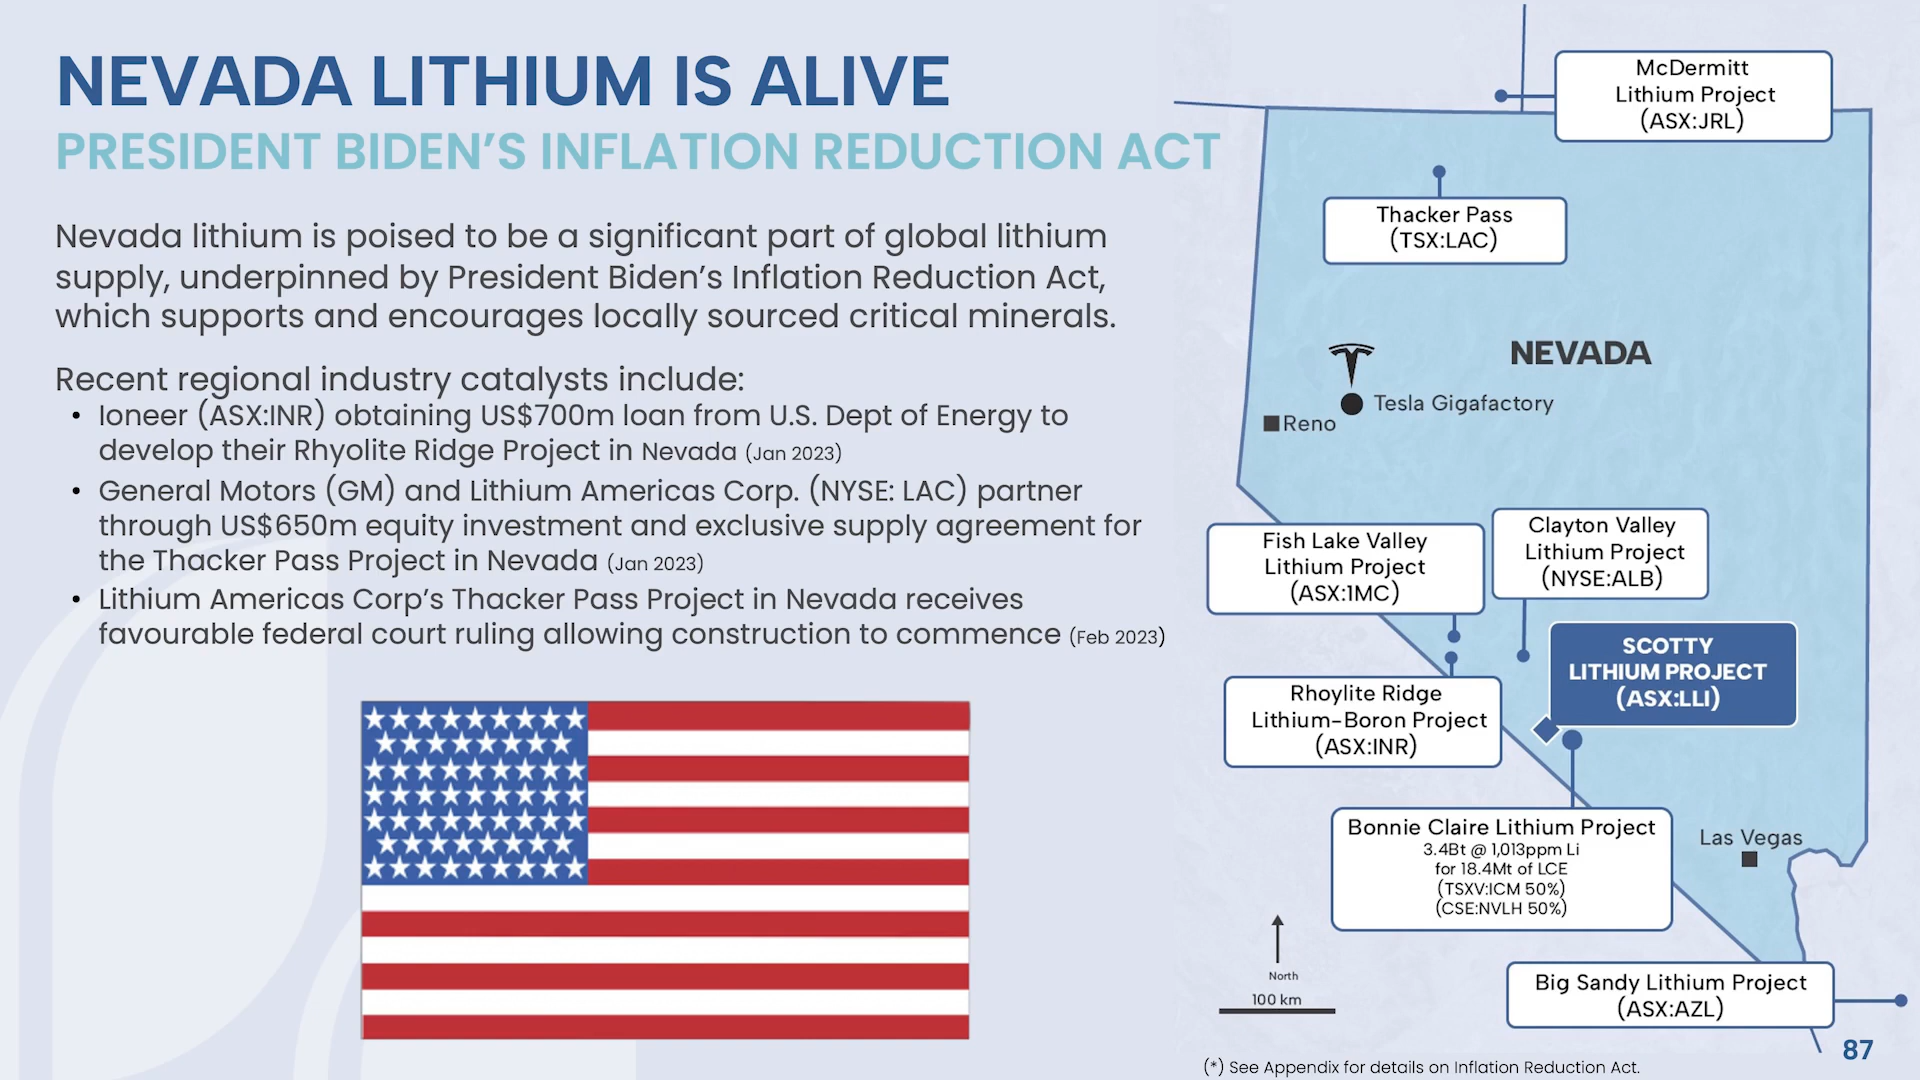 NEVADA LITHIUM IS ALIVE
PRESIDENT BIDEN'S INFLATION REDUCTION ACT
Nevada lithium is poised to be a significant part of global lithium
supply, underpinned by President Biden's Inflation Reduction Act,
which supports and encourages locally sourced critical minerals.
Recent regional industry catalysts include:
• Ioneer (ASX:INR) obtaining US$700m loan from U.S. Dept of Energy to
develop their Rhyolite Ridge Project in Nevada (Jan 2023)
• General Motors (GM) and Lithium Americas Corp. (NYSE: LAC) partner
through US$650m equity investment and exclusive supply agreement for
the Thacker Pass Project in Nevada (Jan 2023)
• Lithium Americas Corp's Thacker Pass Project in Nevada receives
favourable federal court ruling allowing construction to commence (Feb 2023)
McDermitt
Lithium Project
(ASX:JRL)
Thacker Pass
(TSX:LAC)
NEVADA
Tesla Gigafactory
Reno
Fish Lake Valley
Lithium Project
(ASX:1MC)
Clayton Valley
Lithium Project
(NYSE:ALB)
SCOTTY
LITHIUM PROJECT
(ASX:LLI)
Rhoylite Ridge
Lithium-Boron Project
(ASX:INR)
Bonnie Claire Lithium Project
3.4Bt @ 1,013ppm Li
for 18.4Mt of LCE
(TSXV:ICM 50%)
(CSE:NVLH 50%)
Las Vegas
North
100 km
Big Sandy Lithium Project
(ASX:AZL)
87
(*) See Appendix for details on Inflation Reduction Act.